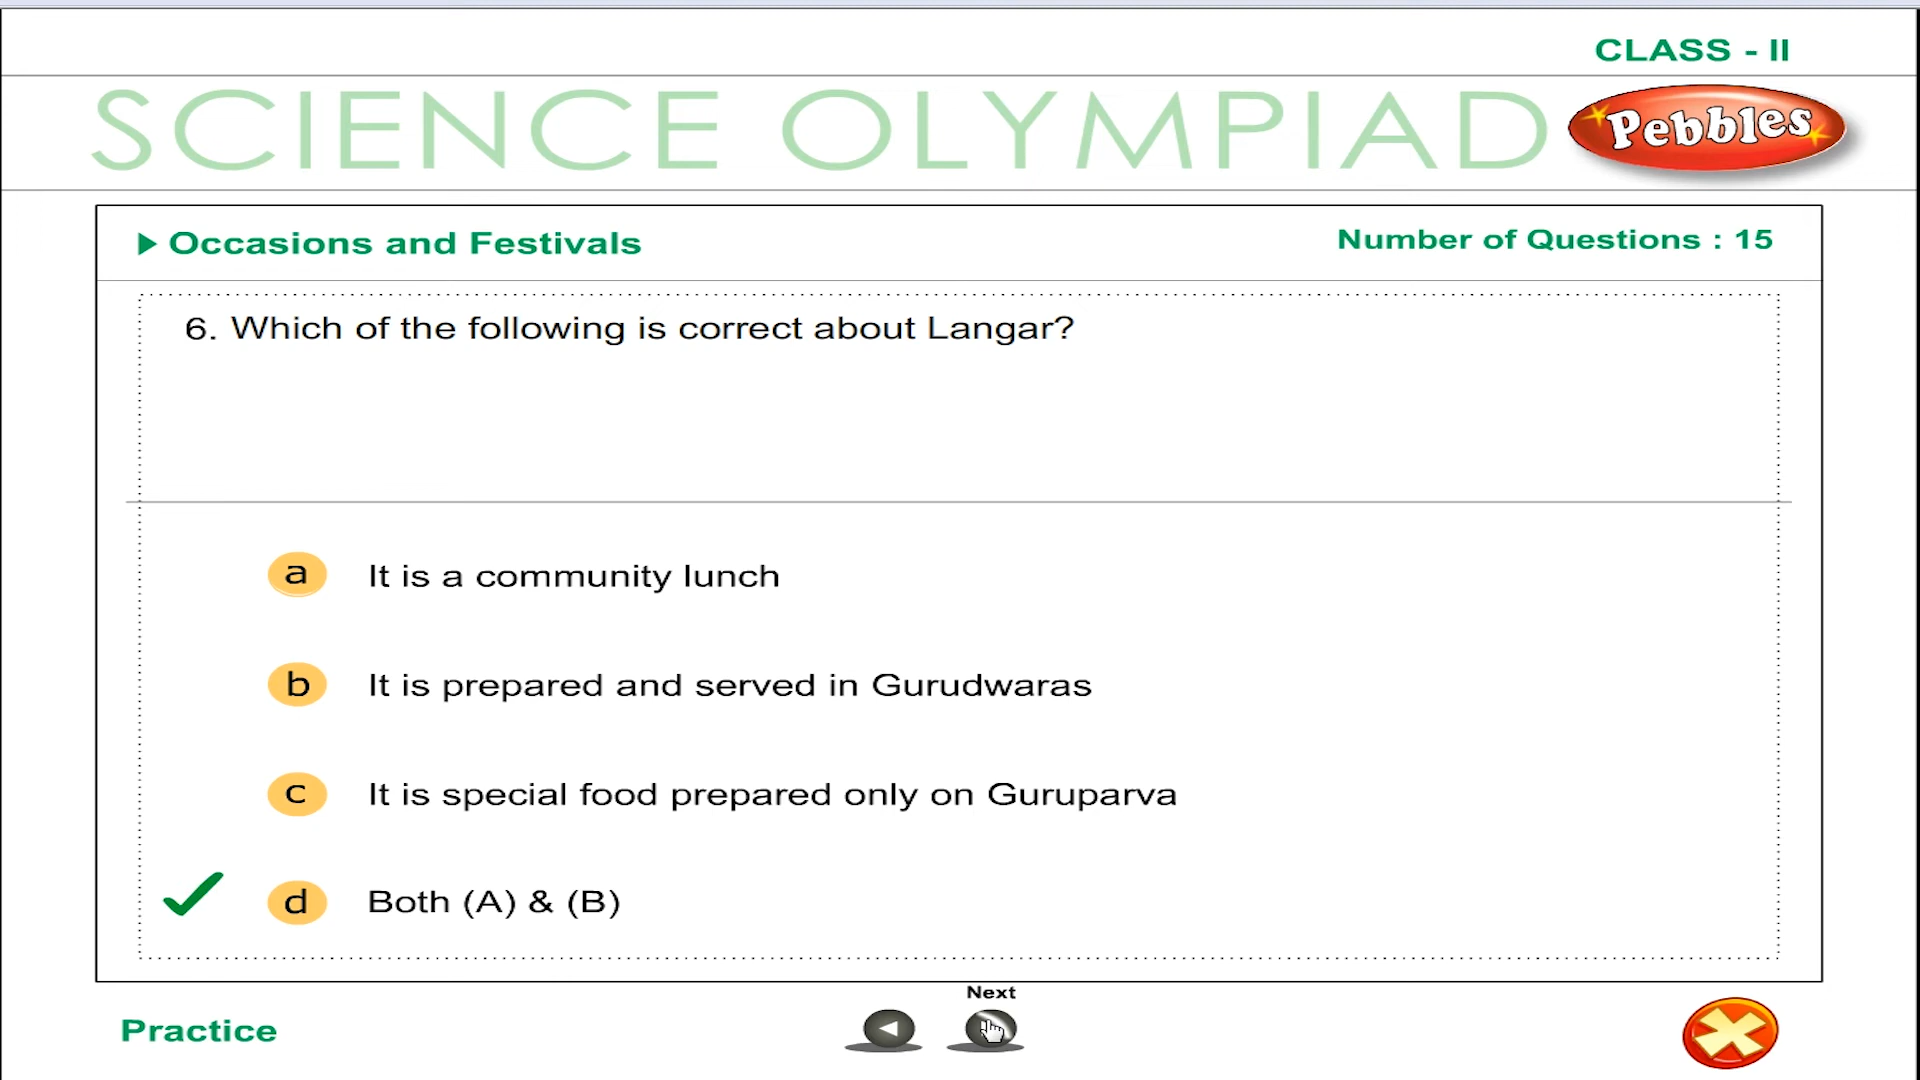 CLASS - II
SCIENCE OLYMPIAD
Pebbles
Occasions and Festivals
Number of Questions : 15
6. Which of the following is correct about Langar?
a It is a community lunch
b It is prepared and served in Gurudwaras
c It is special food prepared only on Guruparva
d Both (A) & (B)
Next
Practice